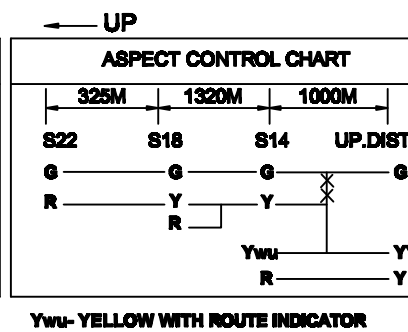 UP
ASPECT CONTROL CHART
325M 1320M 1000M
S22 S18 S14 UP.DIST
G G G G
R Y Y
R
Ywu Y
R Y
Ywu- YELLOW WITH ROUTE INDICATOR